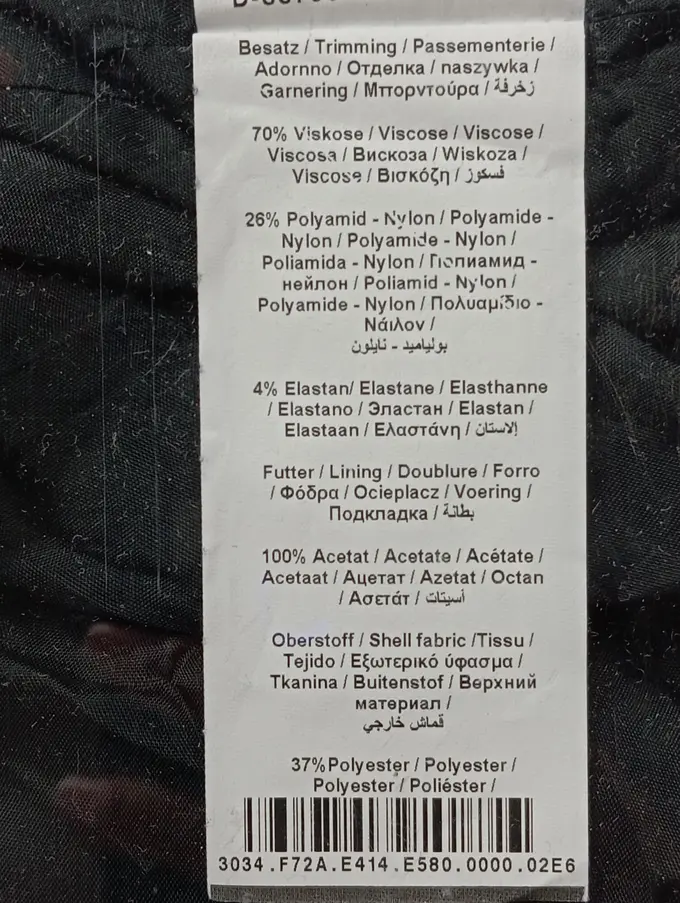 Besatz / Trimming / Passementerie /
Adornno / Отделка / naszywka /
Garnering / Μπορντούρα / زخرفة
70% Viskose / Viscose / Viscose /
Viscosa / Вискоза / Wiskoza /
Viscose / Βισκόζη / فسكوز
26% Polyamid - Nylon / Polyamide -
Nylon / Polyamide - Nylon /
Poliamida - Nylon / Полиамид -
нейлон / Poliamid - Nylon /
Polyamide - Nylon / Πολυαμίδιο -
Νάιλον /
بولياميد - نايلون
4% Elastan/ Elastane / Elasthanne
/ Elastano / Эластан / Elastan /
Elastaan / Ελαστάνη / إلاستان
Futter / Lining / Doublure / Forro
/ Φόδρα / Ocieplacz / Voering /
Подкладка / بطانة
100% Acetat / Acetate / Acétate /
Acetaat / Ацетат / Azetat / Octan
/ Ασετάτ / أسيتات
Oberstoff / Shell fabric /Tissu /
Tejido / Εξωτερικό ύφασμα /
Tkanina / Buitenstof / Верхний
материал /
قماش خارجي
37%Polyester / Polyester /
Polyester / Poliéster /
3034.F72A.E414.E580.0000.02E6